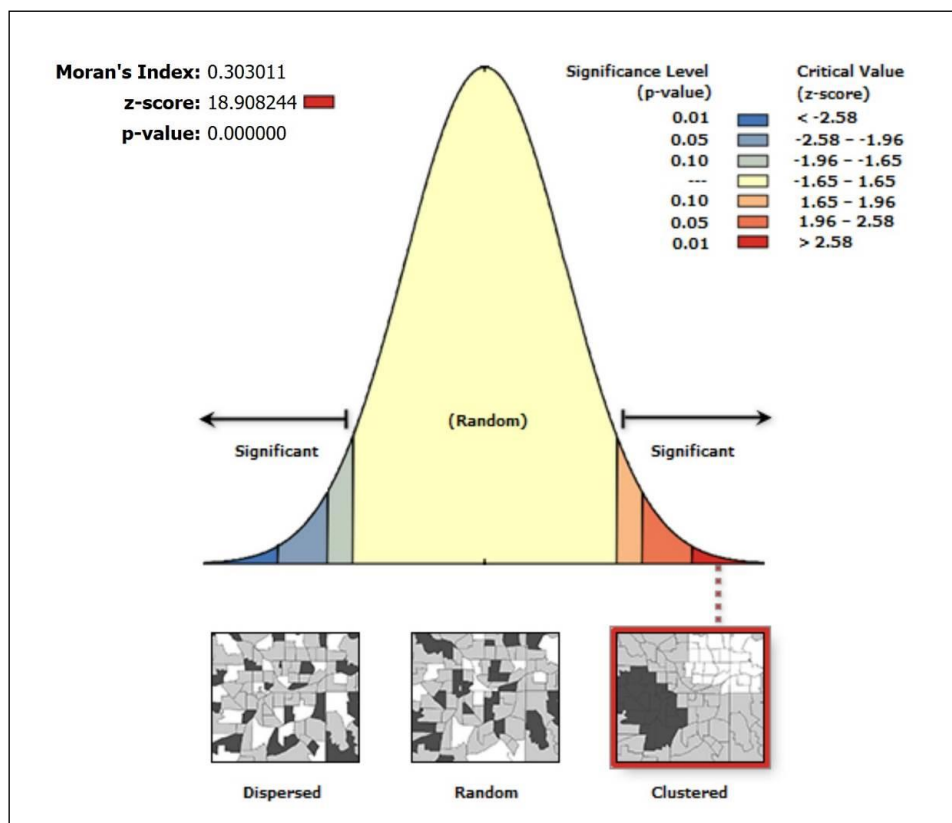 Moran's Index: 0.303011
z-score: 18.908244
p-value: 0.000000
Significance Level Critical Value
(p-value) (z-score)
0.01 < -2.58
0.05 -2.58 – -1.96
0.10 -1.96 – -1.65
--- -1.65 – 1.65
0.10 1.65 – 1.96
0.05 1.96 – 2.58
0.01 > 2.58
(Random)
Significant Significant
Dispersed Random Clustered